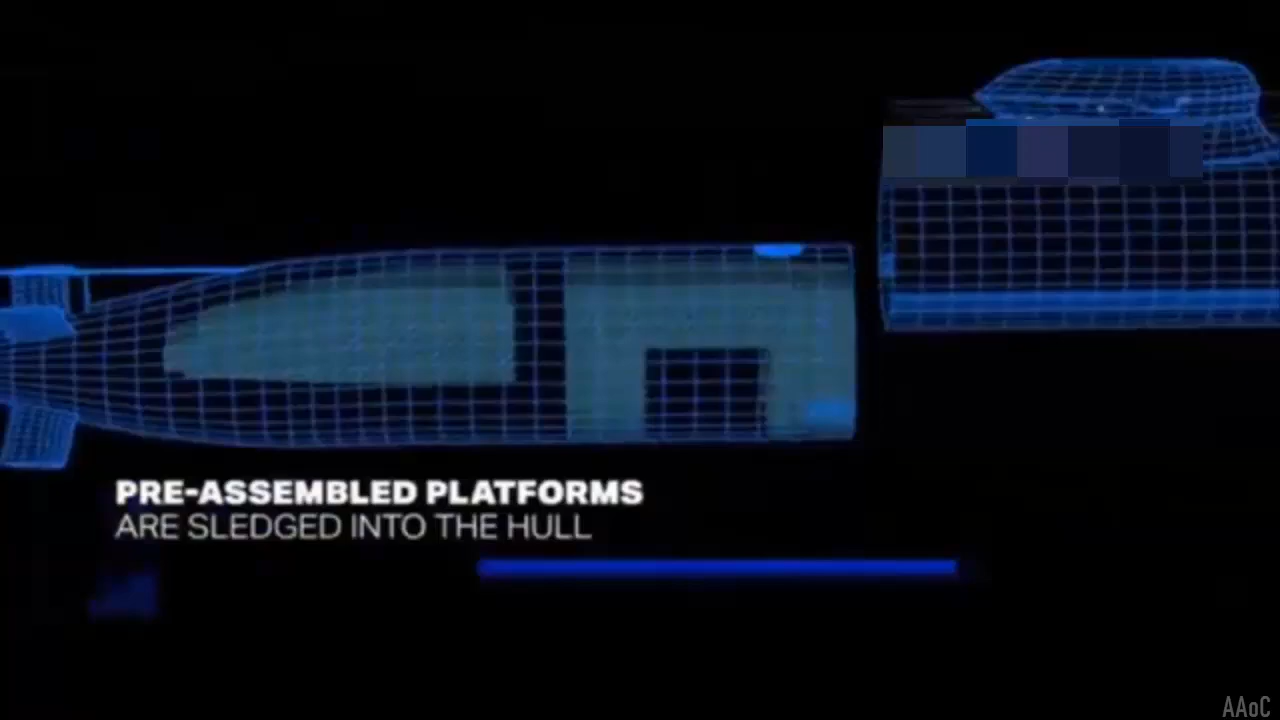 PRE-ASSEMBLED PLATFORMS
ARE SLEDGED INTO THE HULL
AAoC